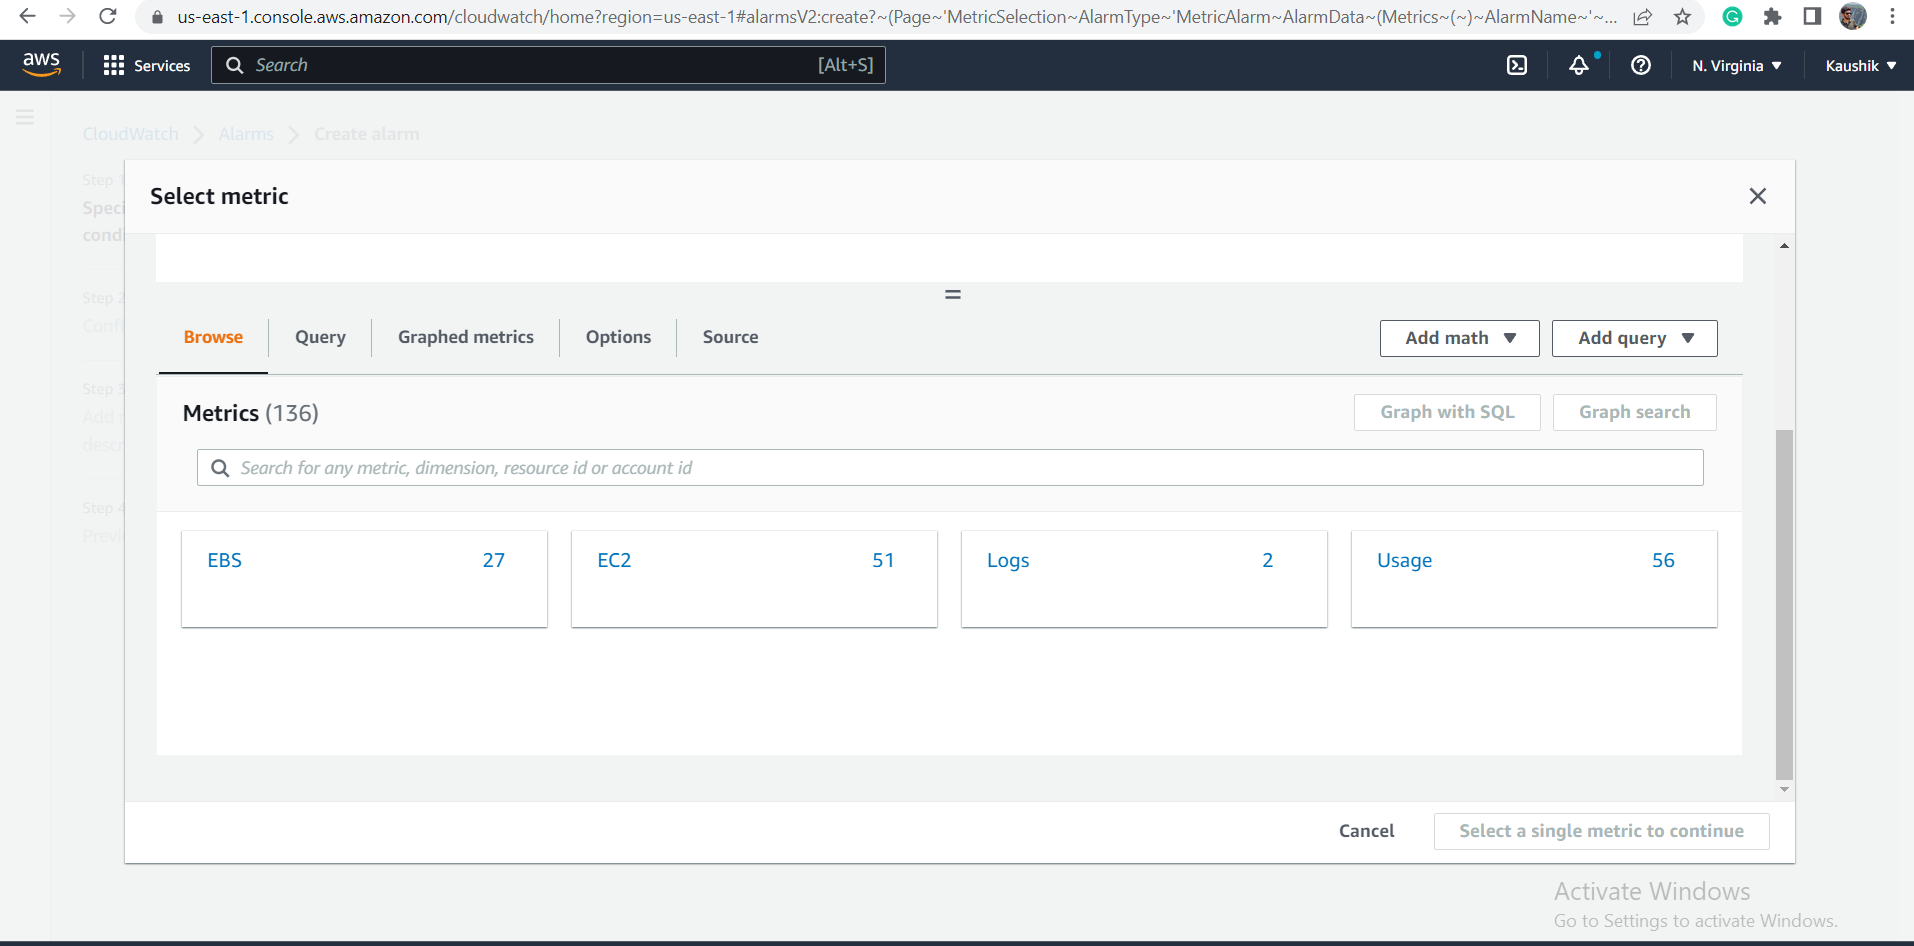 us-east-1.console.aws.amazon.com/cloudwatch/home?region=us-east-1#alarmsV2:create?~(Page~'MetricSelection~AlarmType~'MetricAlarm~AlarmData~(Metrics~(~)~AlarmName~'~...
aws Services Search [Alt+S] N. Virginia Kaushik
CloudWatch Alarms Create alarm
Step 1
Speci
condi
Step 2
Confi
Step 3
Add
descr
Step 4
Previ
Select metric
Browse Query Graphed metrics Options Source Add math Add query
Metrics (136) Graph with SQL Graph search
Search for any metric, dimension, resource id or account id
EBS 27 EC2 51 Logs 2 Usage 56
Cancel Select a single metric to continue
Activate Windows
Go to Settings to activate Windows.